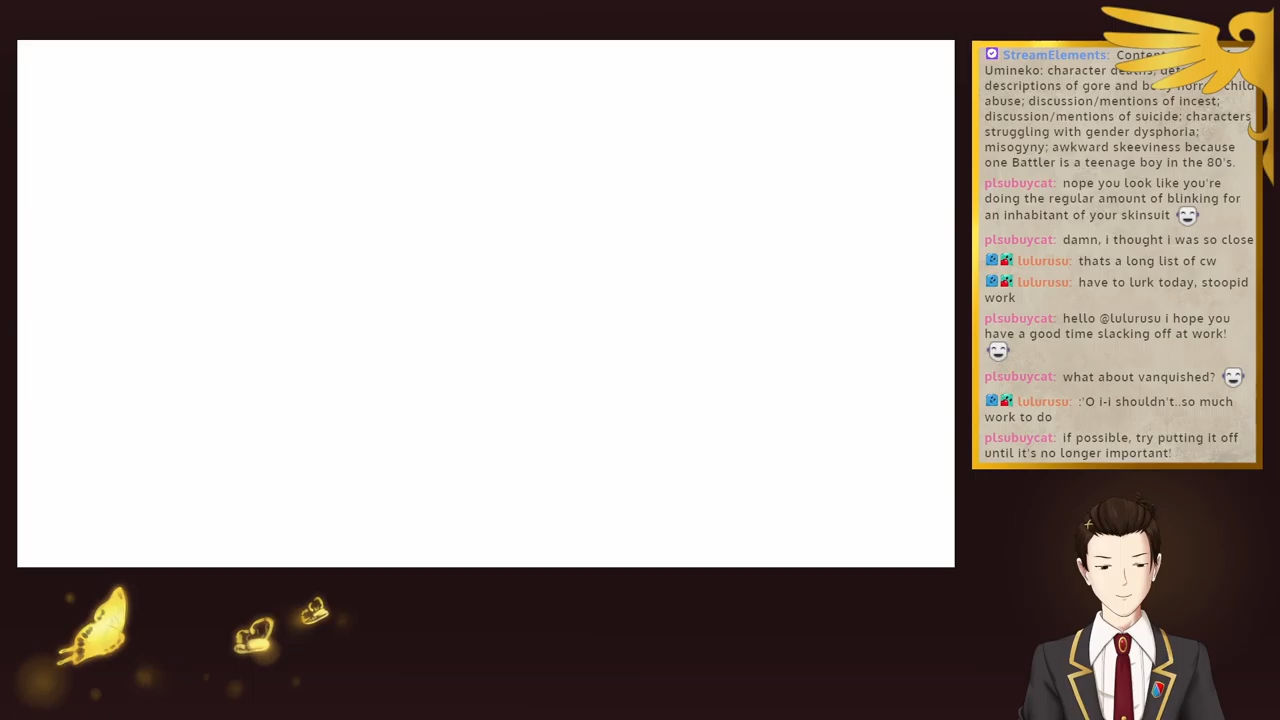 StreamElements: Conten
Umineko: character deaths; det
descriptions of gore and body horr child
abuse; discussion/mentions of incest;
discussion/mentions of suicide; characters
struggling with gender dysphoria;
misogyny; awkward skeeviness because
one Battler is a teenage boy in the 80's.
plsubuycat: nope you look like you're
doing the regular amount of blinking for
an inhabitant of your skinsuit
plsubuycat: damn, i thought i was so close
lulurusu: thats a long list of cw
lulurusu: have to lurk today, stoopid
work
plsubuycat: hello @lulurusu i hope you
have a good time slacking off at work!
plsubuycat: what about vanquished?
lulurusu: :'O i-i shouldn't..so much
work to do
plsubuycat: if possible, try putting it off
until it's no longer important!